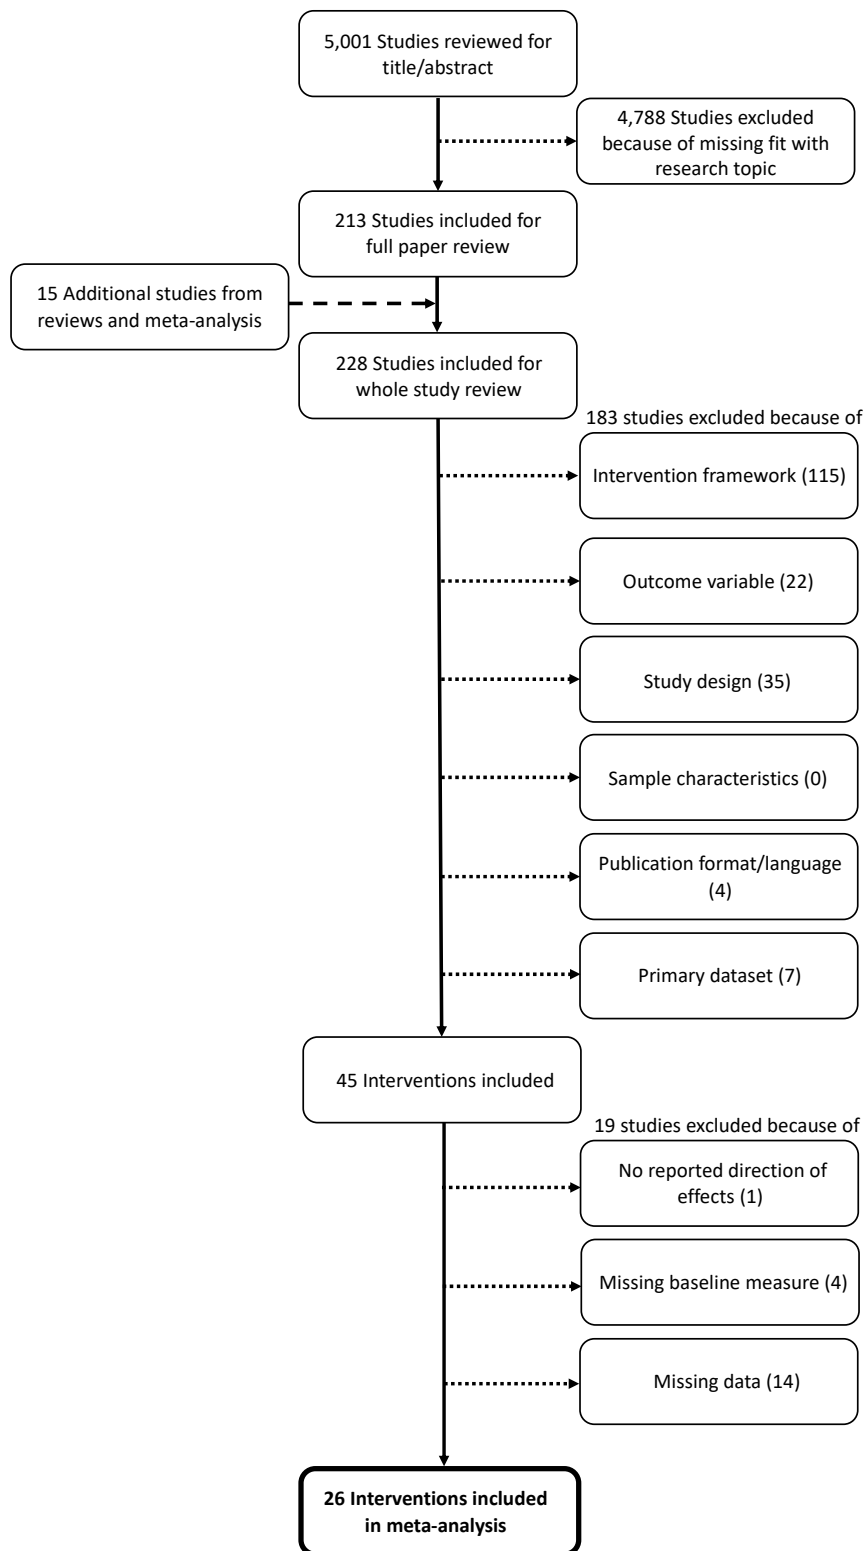 5,001 Studies reviewed for
title/abstract
4,788 Studies excluded
because of missing fit with
research topic
213 Studies included for
full paper review
15 Additional studies from
reviews and meta-analysis
228 Studies included for
whole study review
183 studies excluded because of
Intervention framework (115)
Outcome variable (22)
Study design (35)
Sample characteristics (0)
Publication format/language
(4)
Primary dataset (7)
45 Interventions included
19 studies excluded because of
No reported direction of
effects (1)
Missing baseline measure (4)
Missing data (14)
26 Interventions included
in meta-analysis